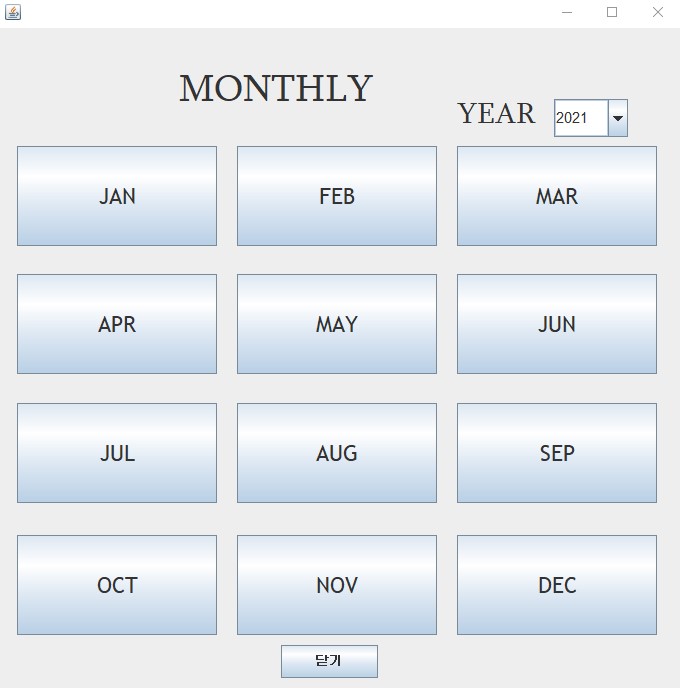 MONTHLY
YEAR 2021
JAN FEB MAR
APR MAY JUN
JUL AUG SEP
OCT NOV DEC
닫기